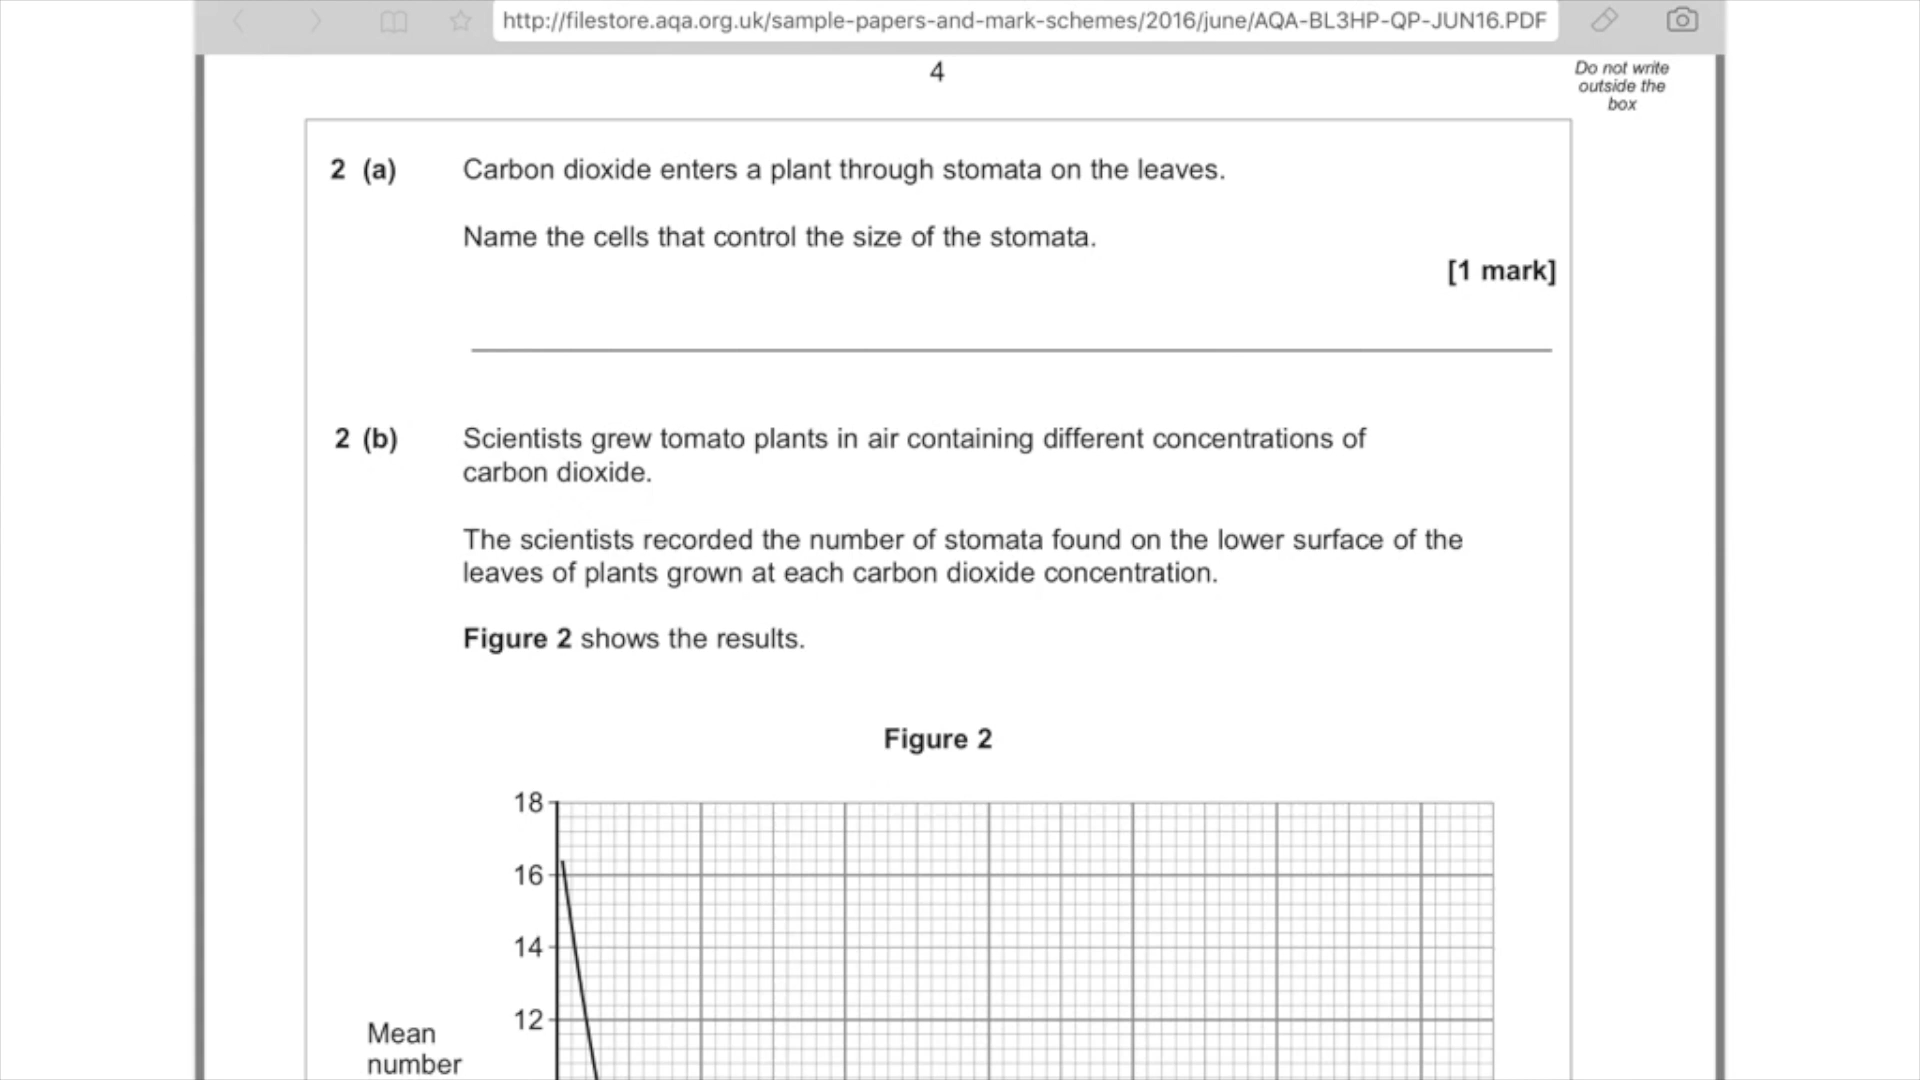 http://filestore.aqa.org.uk/sample-papers-and-mark-schemes/2016/june/AQA-BL3HP-QP-JUN16.PDF
4
Do not write
outside the
box
2 (a) Carbon dioxide enters a plant through stomata on the leaves.
Name the cells that control the size of the stomata.
[1 mark]
2 (b) Scientists grew tomato plants in air containing different concentrations of
carbon dioxide.
The scientists recorded the number of stomata found on the lower surface of the
leaves of plants grown at each carbon dioxide concentration.
Figure 2 shows the results.
Figure 2
18
16
14
12
Mean
number